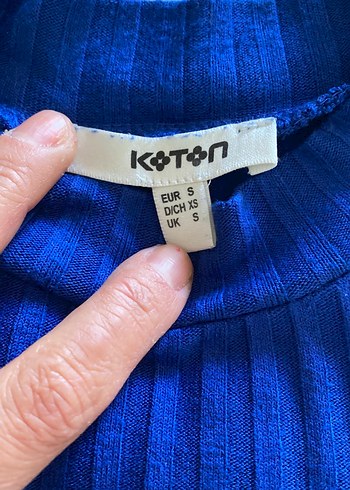 KOTON
EUR S
D/CH XS
UK S